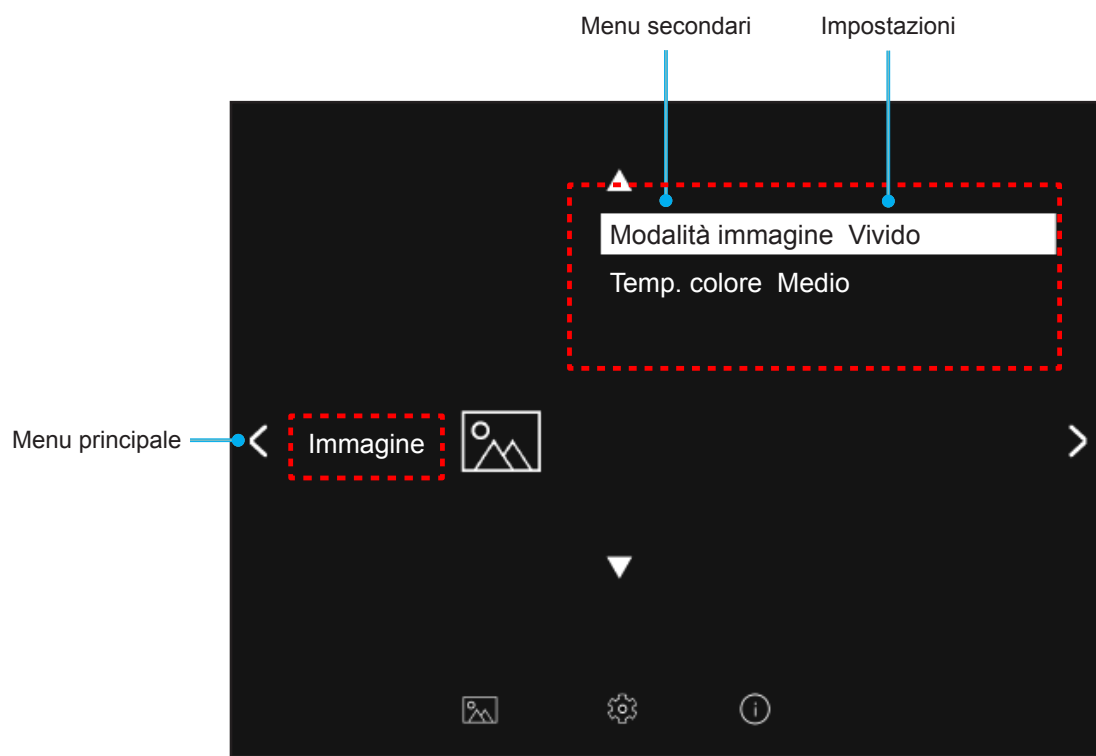 Menu secondari
Impostazioni
Modalità immagine Vivido
Temp. colore Medio
Menu principale
Immagine